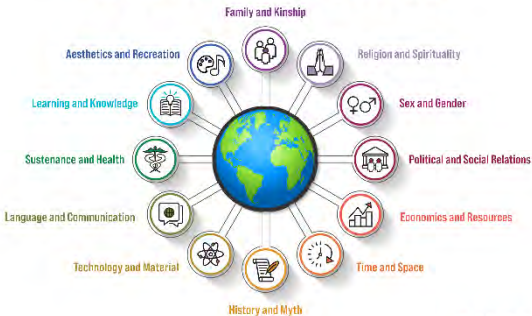 Family and Kinship
Aesthetics and Recreation
Religion and Spirituality
Learning and Knowledge
Sex and Gender
Sustenance and Health
Political and Social Relations
Language and Communication
Economics and Resources
Technology and Material
Time and Space
History and Myth